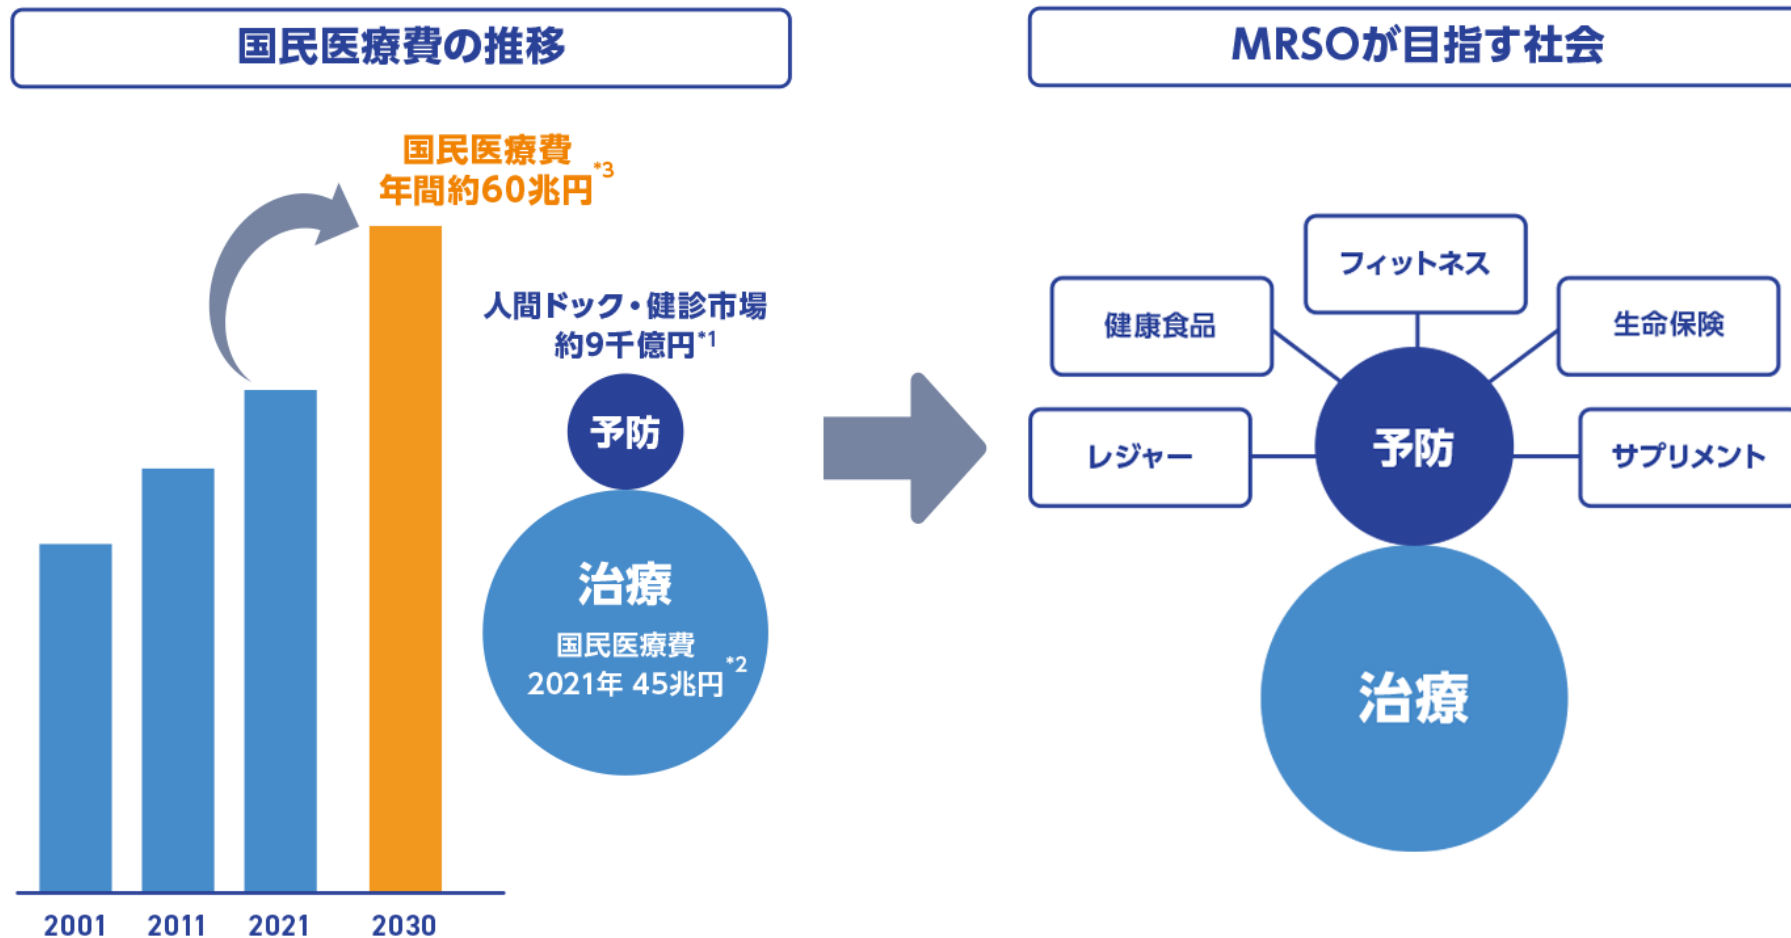 国民医療費の推移
国民医療費
年間約60兆円*3
人間ドック・健診市場
約9千億円*1
予防
治療
国民医療費
2021年 45兆円*2
2001 2011 2021 2030
MRSOが目指す社会
フィットネス
健康食品
生命保険
レジャー
予防
サプリメント
治療